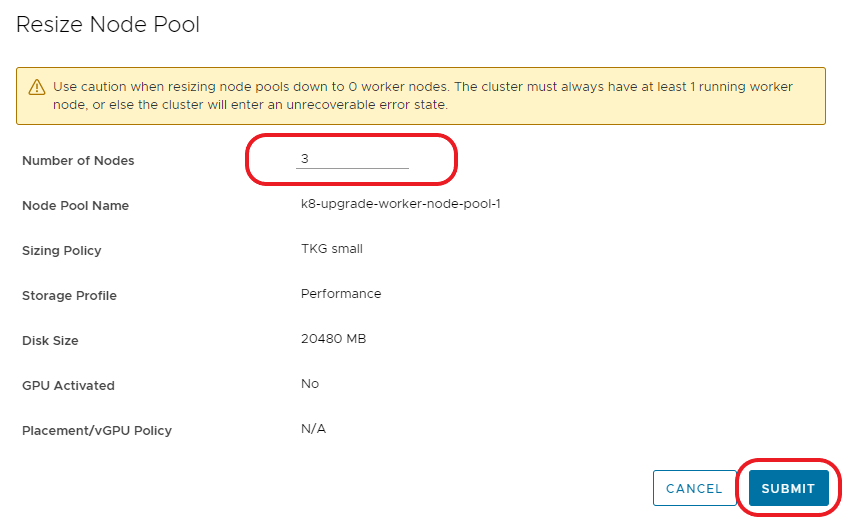 Resize Node Pool
Use caution when resizing node pools down to 0 worker nodes. The cluster must always have at least 1 running worker
node, or else the cluster will enter an unrecoverable error state.
Number of Nodes 3
Node Pool Name k8-upgrade-worker-node-pool-1
Sizing Policy TKG small
Storage Profile Performance
Disk Size 20480 MB
GPU Activated No
Placement/vGPU Policy N/A
CANCEL SUBMIT